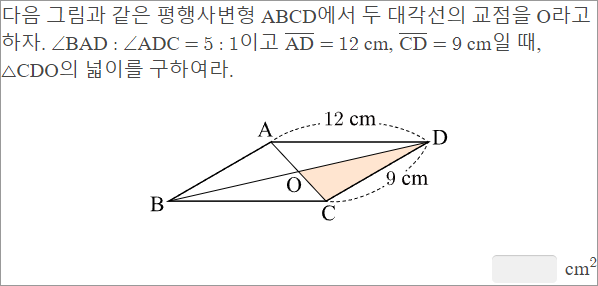 다음 그림과 같은 평행사변형 ABCD에서 두 대각선의 교점을 O라고
하자. ∠BAD : ∠ADC = 5 : 1이고 A̅D̅ = 12 cm, C̅D̅ = 9 cm일 때,
△CDO의 넓이를 구하여라.
12 cm
A
D
O
9 cm
B
C
cm²